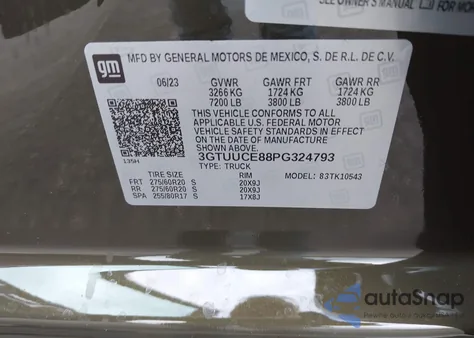 SEE OWNER'S MANUAL
gm
MFD BY GENERAL MOTORS DE MEXICO, S. DE R.L. DE C.V.
06/23 GVWR GAWR FRT GAWR RR
3266 KG 1724 KG 1724 KG
7200 LB 3800 LB 3800 LB
THIS VEHICLE CONFORMS TO ALL
APPLICABLE U.S. FEDERAL MOTOR
VEHICLE SAFETY STANDARDS IN EFFECT
ON THE DATE OF MANUFACTURE
SHOWN ABOVE.
3GTUUCE88PG324793
TYPE: TRUCK
L35H
TIRE SIZE RIM MODEL: 83TK10543
FRT 275/60R20 S 20X9J
RR 275/60R20 S 20X9J
SPA 255/80R17 S 17X8J
autoSnap